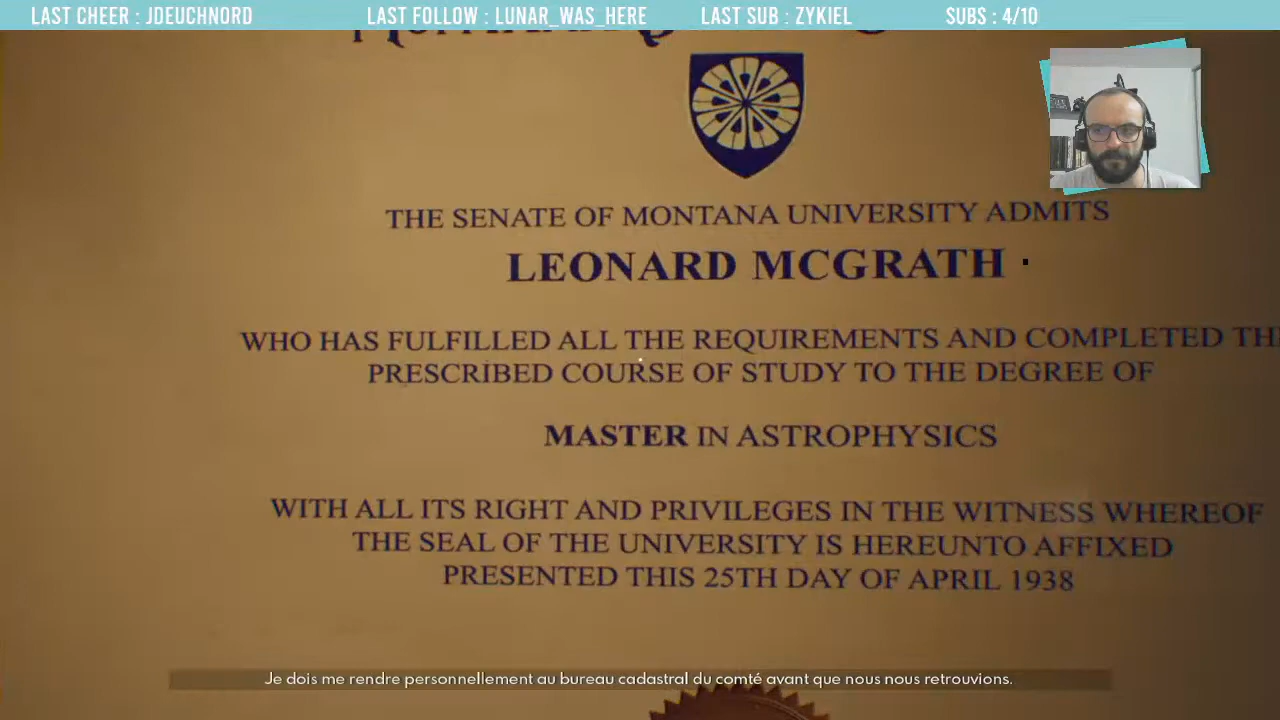 LAST CHEER : JDEUCHNORD LAST FOLLOW : LUNAR_WAS_HERE LAST SUB : ZYKIEL SUBS : 4/10
THE SENATE OF MONTANA UNIVERSITY ADMITS
LEONARD MCGRATH
WHO HAS FULFILLED ALL THE REQUIREMENTS AND COMPLETED TH
PRESCRIBED COURSE OF STUDY TO THE DEGREE OF
MASTER IN ASTROPHYSICS
WITH ALL ITS RIGHT AND PRIVILEGES IN THE WITNESS WHEREOF
THE SEAL OF THE UNIVERSITY IS HEREUNTO AFFIXED
PRESENTED THIS 25TH DAY OF APRIL 1938
Je dois me rendre personnellement au bureau cadastral du comté avant que nous nous retrouvions.